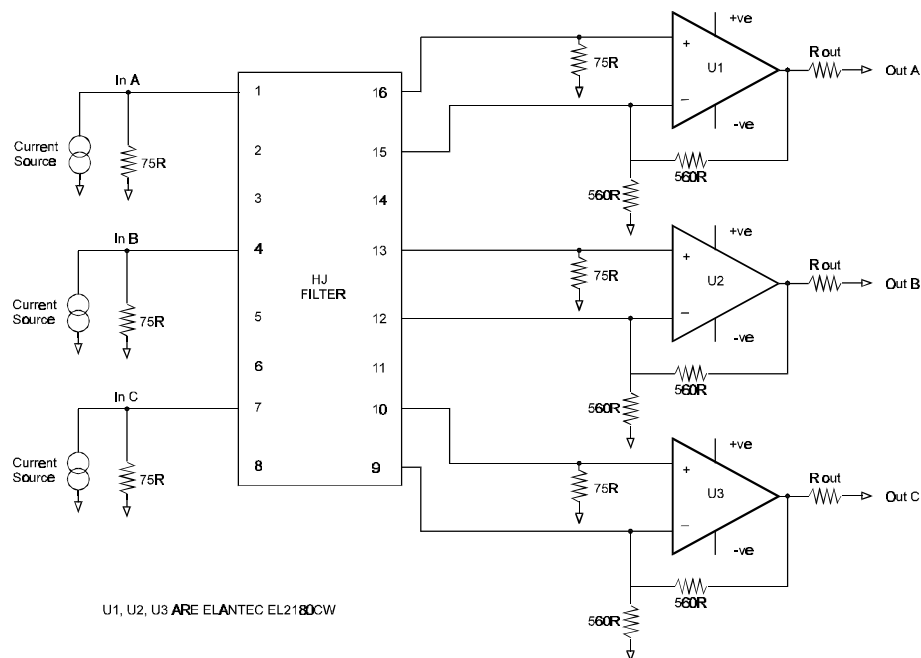 +ve
R out
Out A
U1
+
−
-ve
75R
560R
560R
In A
Current
Source
75R
1
2
3
4
5
6
7
8
16
15
14
13
12
11
10
9
HJ
FILTER
In B
Current
Source
75R
+ve
R out
Out B
U2
+
−
-ve
75R
560R
560R
In C
Current
Source
75R
+ve
R out
Out C
U3
+
−
-ve
75R
560R
560R
U1, U2, U3 ARE ELANTEC EL2180CW